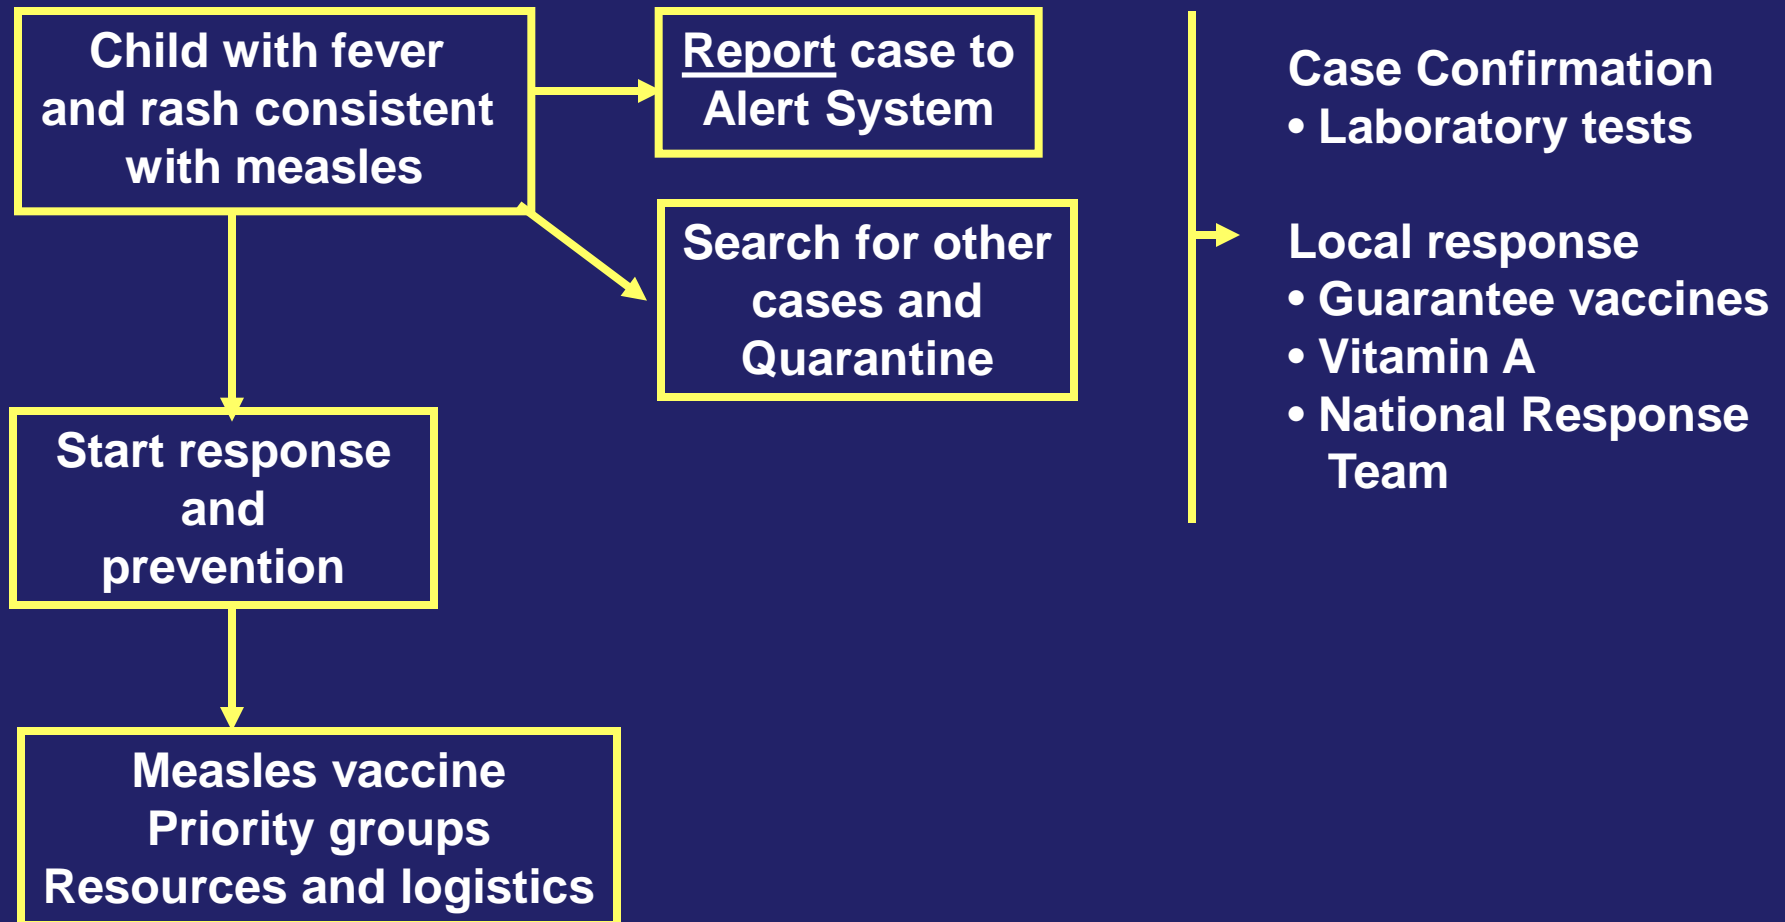 Child with fever
and rash consistent
with measles
Report case to
Alert System
Search for other
cases and
Quarantine
Start response
and
prevention
Measles vaccine
Priority groups
Resources and logistics
Case Confirmation
• Laboratory tests
Local response
• Guarantee vaccines
• Vitamin A
• National Response
Team